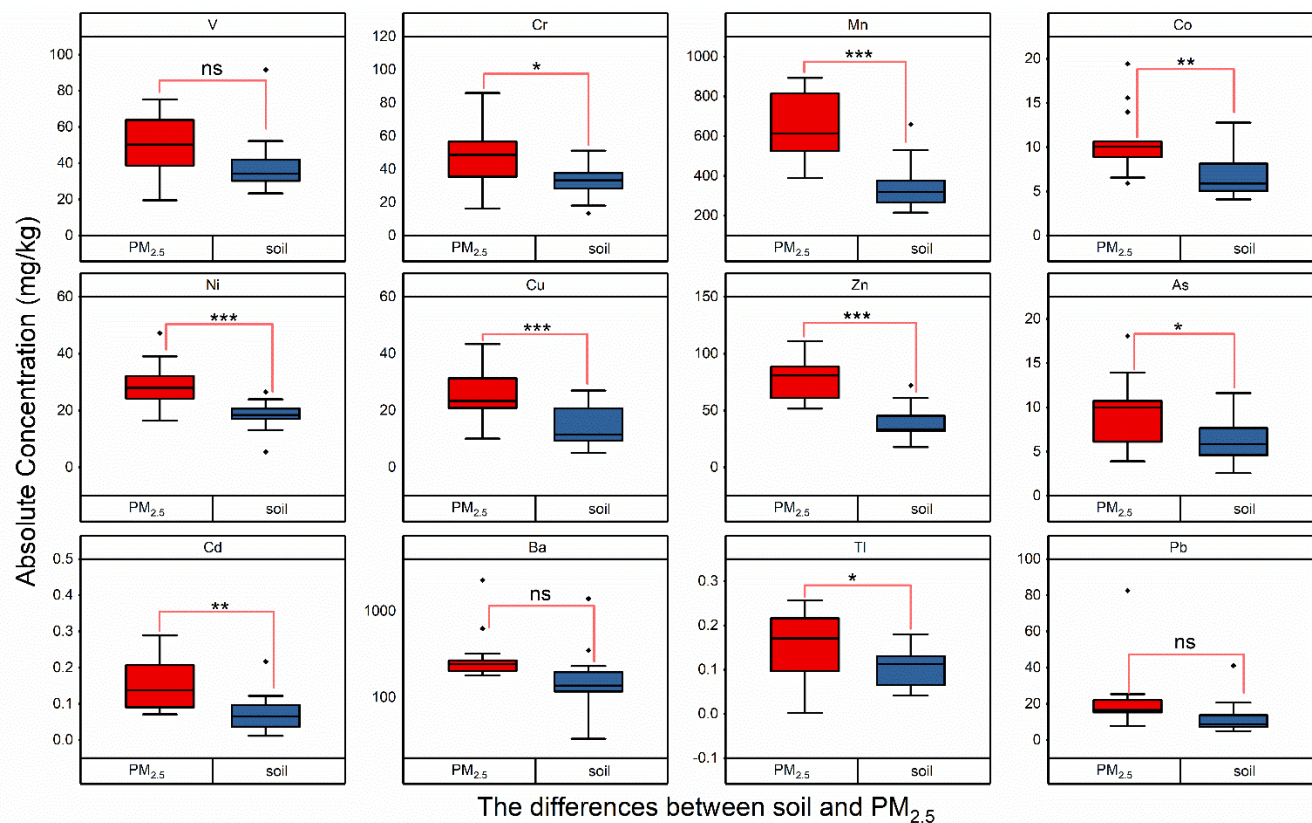 Absolute Concentration (mg/kg)
V
100
80
60
40
20
0
ns
PM2.5 soil
Cr
120
100
80
60
40
20
0
*
PM2.5 soil
Mn
1000
800
600
400
200
***
PM2.5 soil
Co
20
15
10
5
0
**
PM2.5 soil
Ni
60
40
20
0
***
PM2.5 soil
Cu
60
40
20
0
***
PM2.5 soil
Zn
150
100
50
0
***
PM2.5 soil
As
20
15
10
5
0
*
PM2.5 soil
Cd
0.5
0.4
0.3
0.2
0.1
0.0
**
PM2.5 soil
Ba
1000
100
ns
PM2.5 soil
Tl
0.3
0.2
0.1
0.0
-0.1
*
PM2.5 soil
Pb
100
80
60
40
20
0
ns
PM2.5 soil
The differences between soil and PM2.5